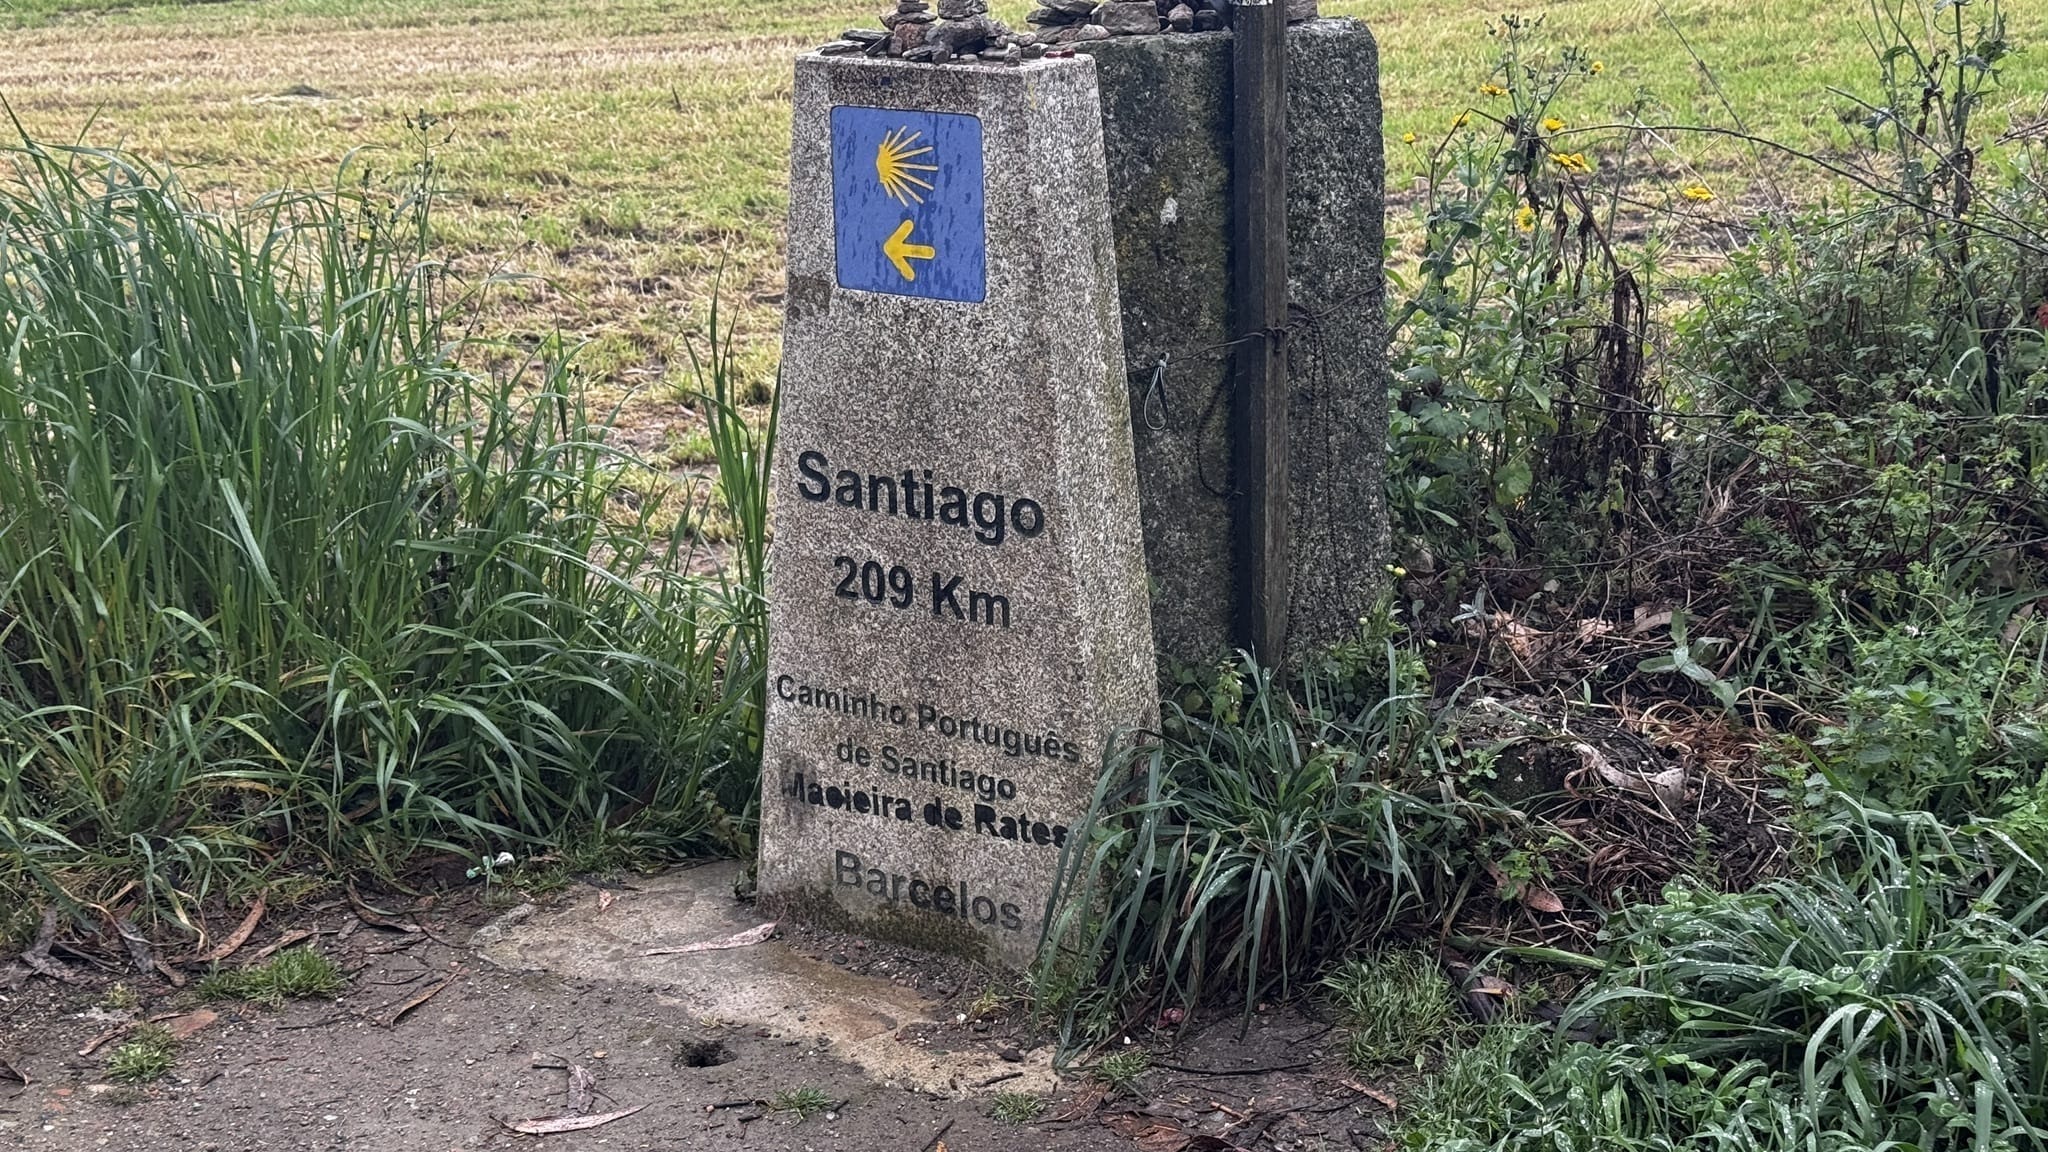 Santiago
209 Km
Caminho Português
de Santiago
Macieira de Rates
Barcelos